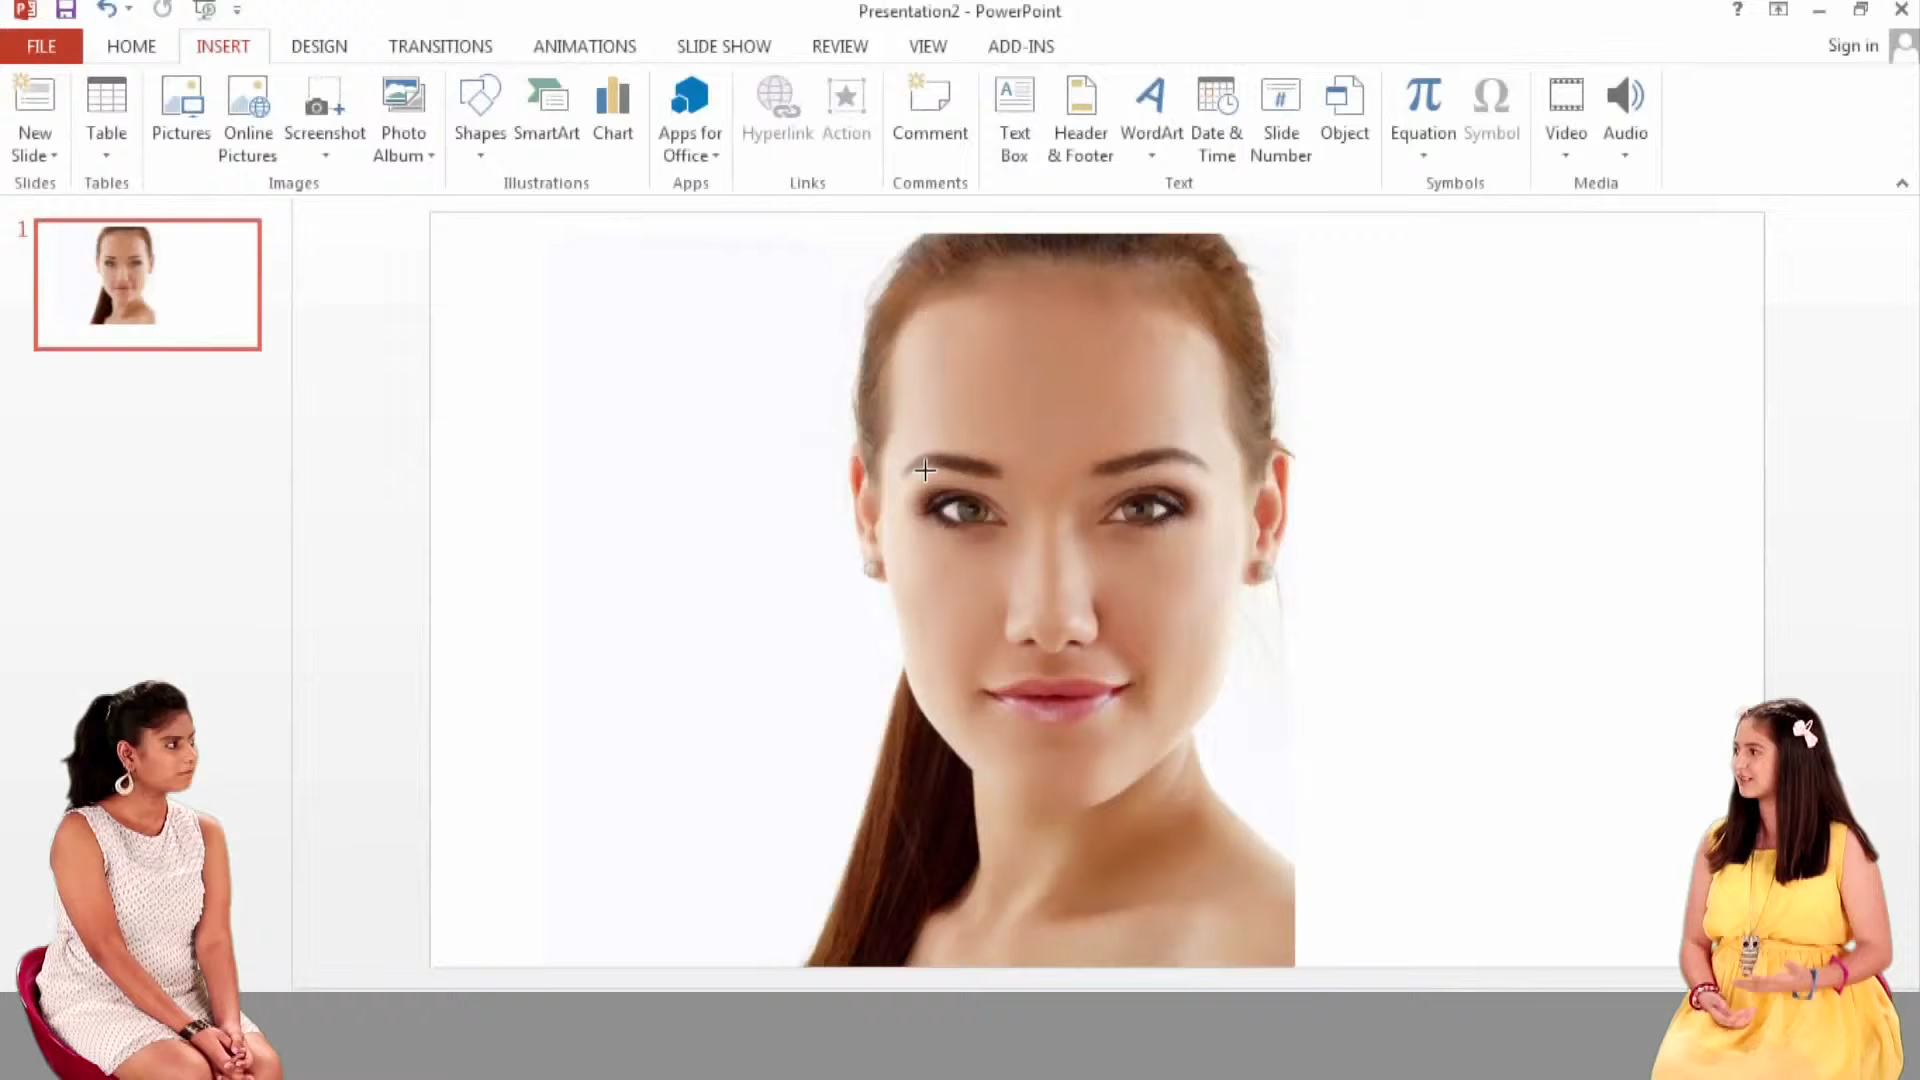 Presentation2 - PowerPoint
?
FILE HOME INSERT DESIGN TRANSITIONS ANIMATIONS SLIDE SHOW REVIEW VIEW ADD-INS Sign in
New Slide
Table
Pictures
Online Pictures
Screenshot
Photo Album
Shapes
SmartArt
Chart
Apps for Office
Hyperlink
Action
Comment
Text Box
Header & Footer
WordArt
Date & Time
Slide Number
Object
Equation
Symbol
Video
Audio
Slides Tables Images Illustrations Apps Links Comments Text Symbols Media
1